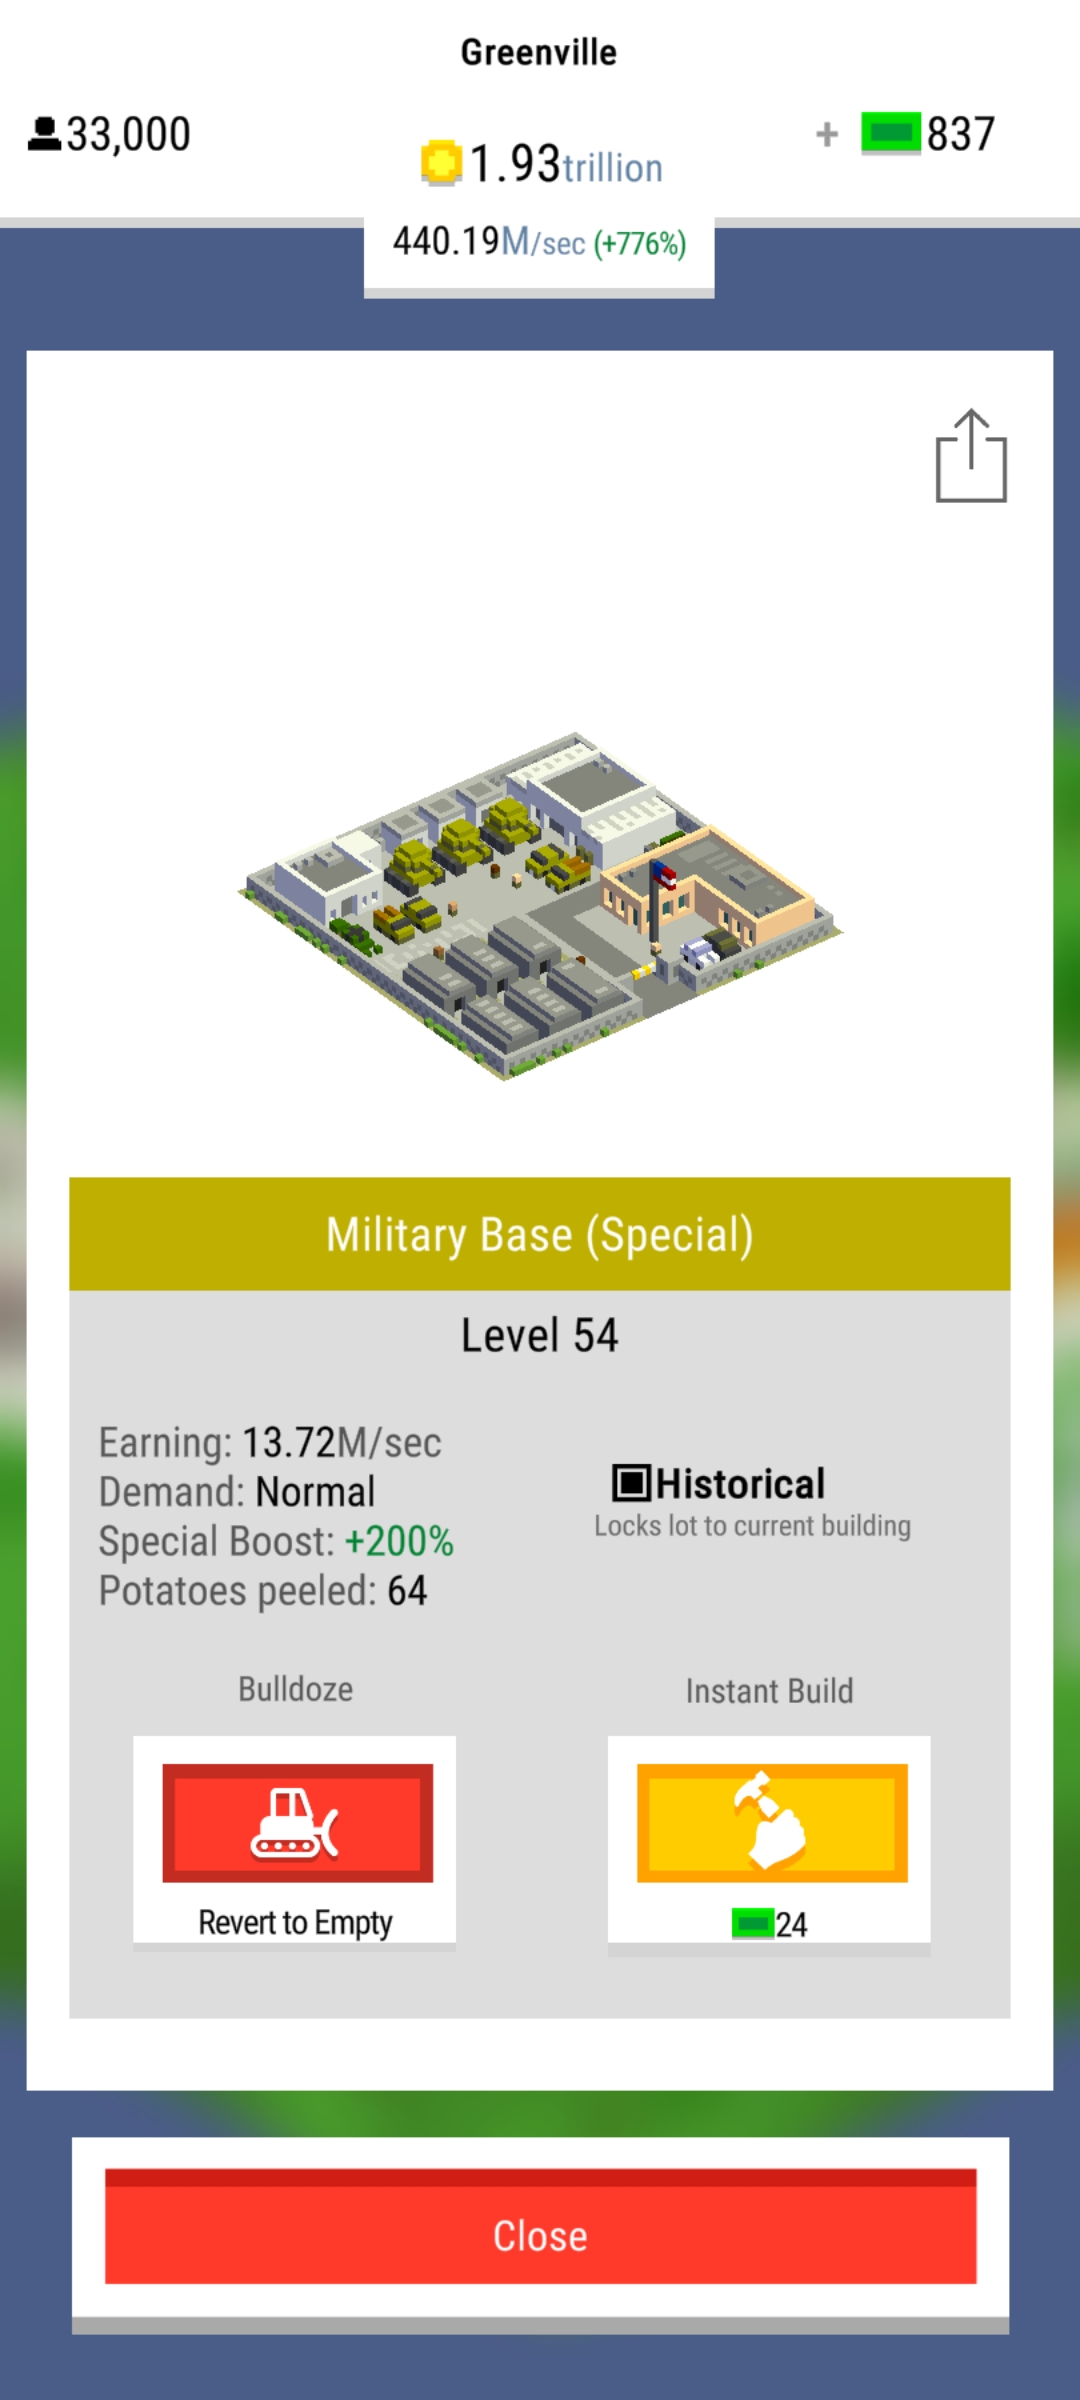 Greenville
33,000
1.93trillion
+ 837
440.19M/sec (+776%)
Military Base (Special)
Level 54
Earning: 13.72M/sec
Demand: Normal
Special Boost: +200%
Potatoes peeled: 64
Historical
Locks lot to current building
Bulldoze
Revert to Empty
Instant Build
24
Close